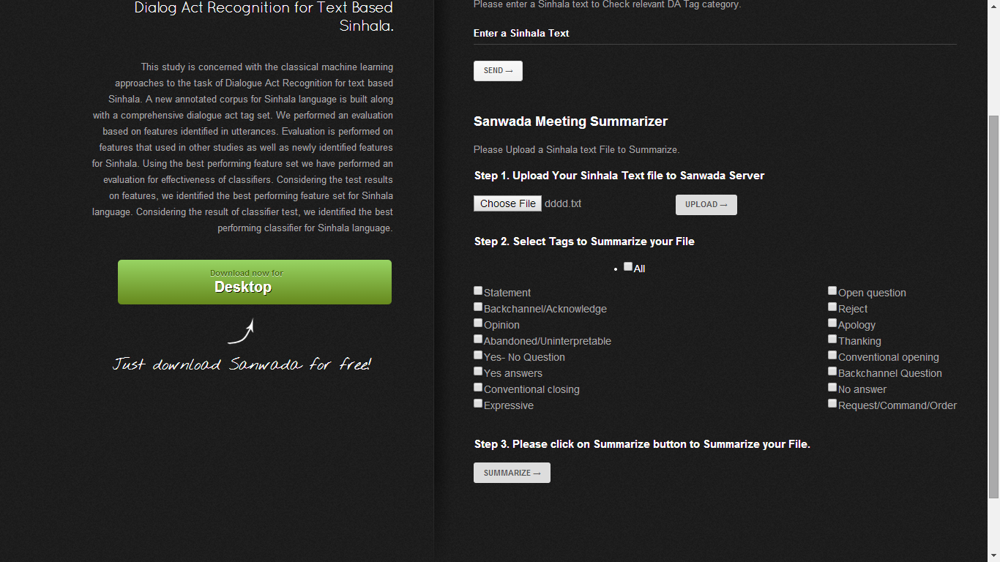 Dialog Act Recognition for Text Based
Sinhala.
This study is concerned with the classical machine learning
approaches to the task of Dialogue Act Recognition for text based
Sinhala. A new annotated corpus for Sinhala language is built along
with a comprehensive dialogue act tag set. We performed an evaluation
based on features identified in utterances. Evaluation is performed on
features that used in other studies as well as newly identified features
for Sinhala. Using the best performing feature set we have performed an
evaluation for effectiveness of classifiers. Considering the test results
on features, we identified the best performing feature set for Sinhala
language. Considering the result of classifier test, we identified the best
performing classifier for Sinhala language.
Download now for
Desktop
Just download Sanwada for free!
Please enter a Sinhala text to Check relevant DA Tag category.
Enter a Sinhala Text
SEND →
Sanwada Meeting Summarizer
Please Upload a Sinhala text File to Summarize.
Step 1. Upload Your Sinhala Text file to Sanwada Server
Choose File dddd.txt UPLOAD →
Step 2. Select Tags to Summarize your File
• All
Statement
Backchannel/Acknowledge
Opinion
Abandoned/Uninterpretable
Yes- No Question
Yes answers
Conventional closing
Expressive
Open question
Reject
Apology
Thanking
Conventional opening
Backchannel Question
No answer
Request/Command/Order
Step 3. Please click on Summarize button to Summarize your File.
SUMMARIZE →